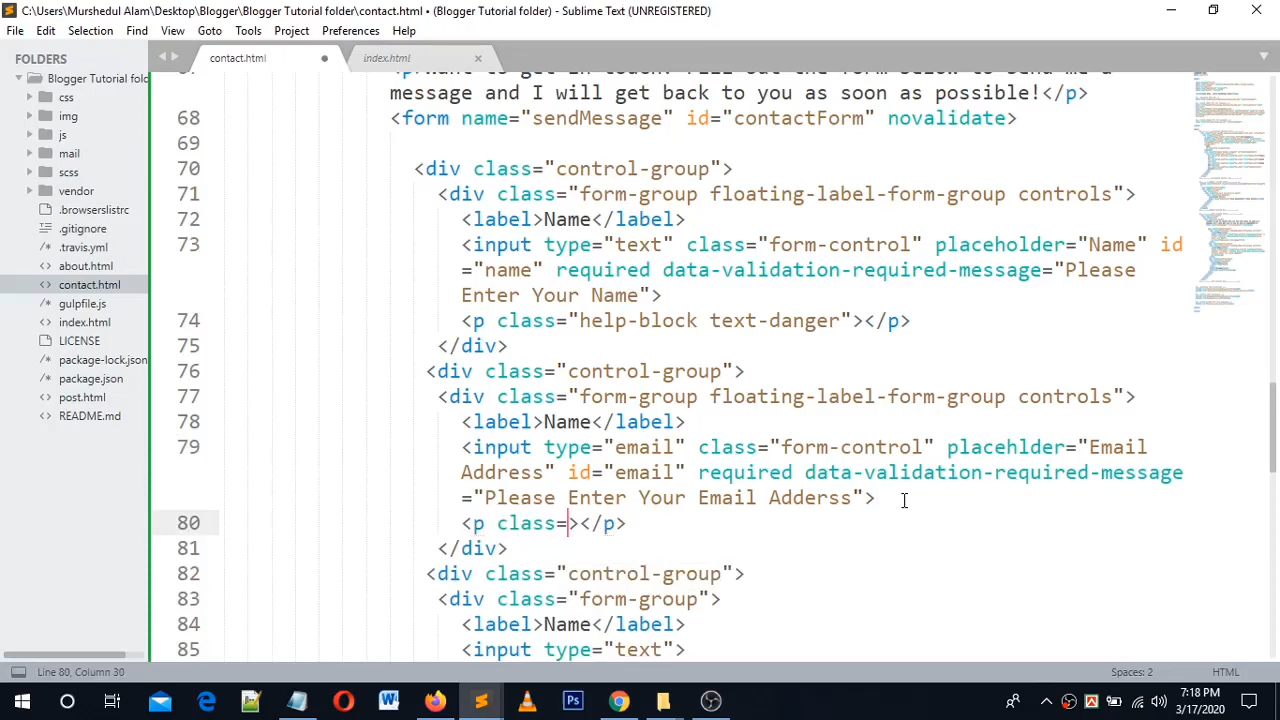 C:\Users\Murshedul Alam\Desktop\Blogger\Blogger Tutorial folder\contact.html • (Blogger Tutorial folder) - Sublime Text (UNREGISTERED)
File Edit Selection Find View Goto Tools Project Preferences Help
FOLDERS
Blogger Tutorial fold
css
img
js
mail
scss
vendor
.browserslistrc
.gitignore
.travis.yml
about.html
contact.html
gulpfile.js
index.html
LICENSE
package-lock.json
package.json
post.html
README.md
contact.html index.html
message and I will get back to you as soon as possible!</p>
68 <form name="sendMessage" id="contactForm" novalidate>
69
70 <div class="control-group">
71 <div class="form-group floating-label-form-group controls">
72 <label>Name</label>
73 <input type="text" class="form-control" placeholder="Name" id
="name" required data-validation-required-message="Please
Enter Your Name">
74 <p class="help-block text-danger"></p>
75 </div>
76 <div class="control-group">
77 <div class="form-group floating-label-form-group controls">
78 <label>Name</label>
79 <input type="email" class="form-control" placehlder="Email
Address" id="email" required data-validation-required-message
="Please Enter Your Email Adderss">
80 <p class=></p>
81 </div>
82 <div class="control-group">
83 <div class="form-group">
84 <label>Name</label>
85 <input type="text">
Line 80, Column 30 Spaces: 2 HTML
7:18 PM
3/17/2020